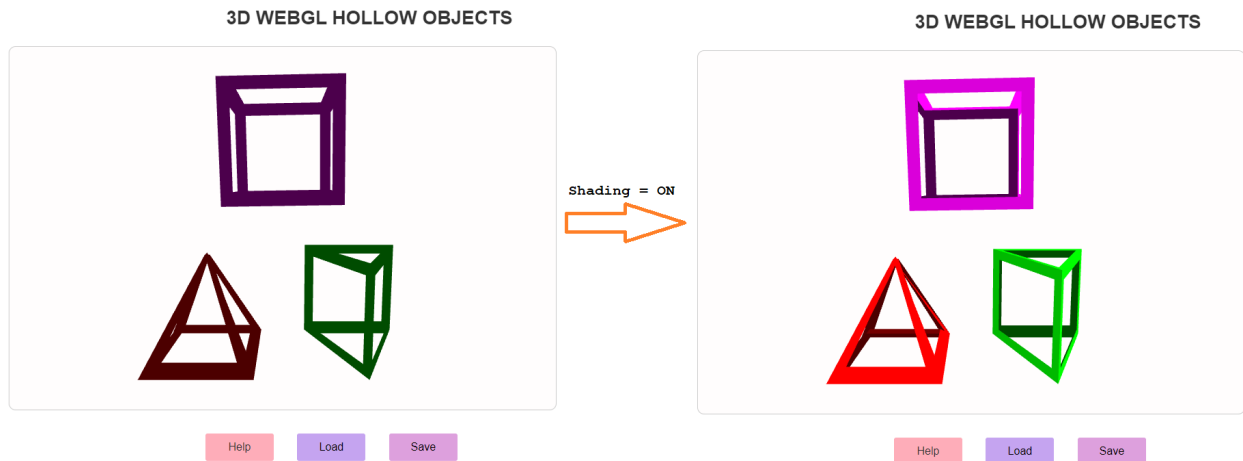 3D WEBGL HOLLOW OBJECTS
Help Load Save
Shading = ON
3D WEBGL HOLLOW OBJECTS
Help Load Save